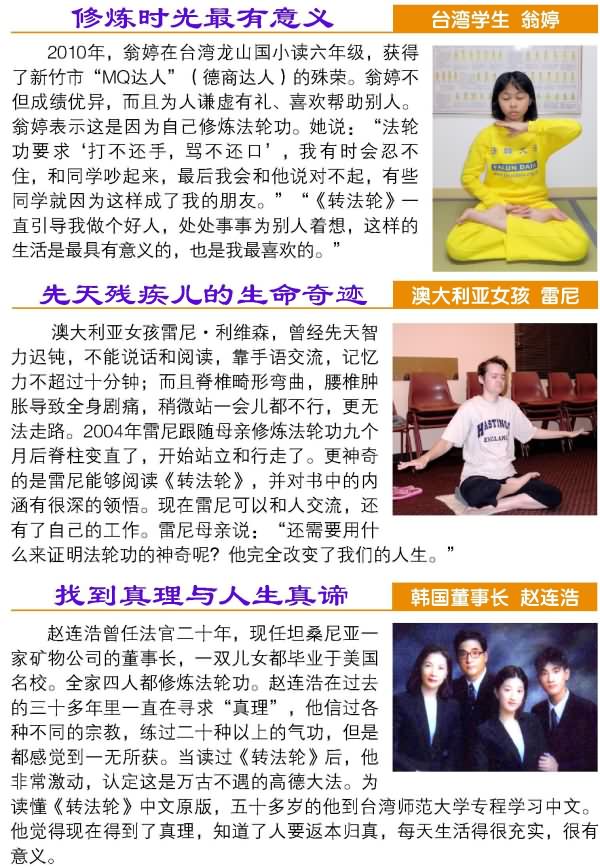 修炼时光最有意义
台湾学生 翁婷
2010年，翁婷在台湾龙山国小读六年级，获得
了新竹市“MQ达人”（德商达人）的殊荣。翁婷不
但成绩优异，而且为人谦虚有礼、喜欢帮助别人。
翁婷表示这是因为自己修炼法轮功。她说：“法轮
功要求‘打不还手，骂不还口’，我有时会忍不
住，和同学吵起来，最后我会和他说对不起，有些
同学就因为这样成了我的朋友。”“《转法轮》一
直引导我做个好人，处处事事为别人着想，这样的
生活是最具有意义的，也是我最喜欢的。”
FALUN DAFA
先天残疾儿的生命奇迹
澳大利亚女孩 雷尼
澳大利亚女孩雷尼·利维森，曾经先天智
力迟钝，不能说话和阅读，靠手语交流，记忆
力不超过十分钟；而且脊椎畸形弯曲，腰椎肿
胀导致全身剧痛，稍微站一会儿都不行，更无
法走路。2004年雷尼跟随母亲修炼法轮功九个
月后脊柱变直了，开始站立和行走了。更神奇
的是雷尼能够阅读《转法轮》，并对书中的内
涵有很深的领悟。现在雷尼可以和人交流，还
有了自己的工作。雷尼母亲说：“还需要用什
么来证明法轮功的神奇呢？他完全改变了我们的人生。”
HASTINGS
ENGLAND
找到真理与人生真谛
韩国董事长 赵连浩
赵连浩曾任法官二十年，现任坦桑尼亚一
家矿物公司的董事长，一双儿女都毕业于美国
名校。全家四人都修炼法轮功。赵连浩在过去
的三十多年里一直在寻求“真理”，他信过各
种不同的宗教，练过二十种以上的气功，但是
都感觉到一无所获。当读过《转法轮》后，他
非常激动，认定这是万古不遇的高德大法。为
读懂《转法轮》中文原版，五十多岁的他到台湾师范大学专程学习中文。
他觉得现在得到了真理，知道了人要返本归真，每天生活得很充实，很有
意义。